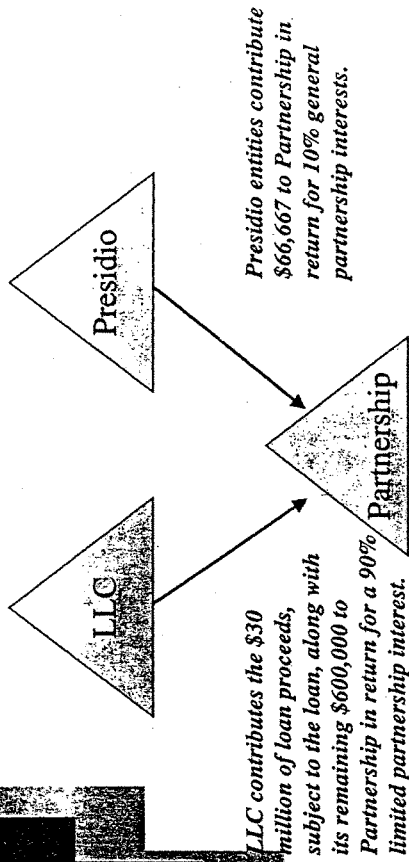 LLC
Presidio
Partnership
LLC contributes the $30
million of loan proceeds,
subject to the loan, along with
its remaining $600,000 to
Partnership in return for a 90%
limited partnership interest.
Presidio entities contribute
$66,667 to Partnership in
return for 10% general
partnership interests.